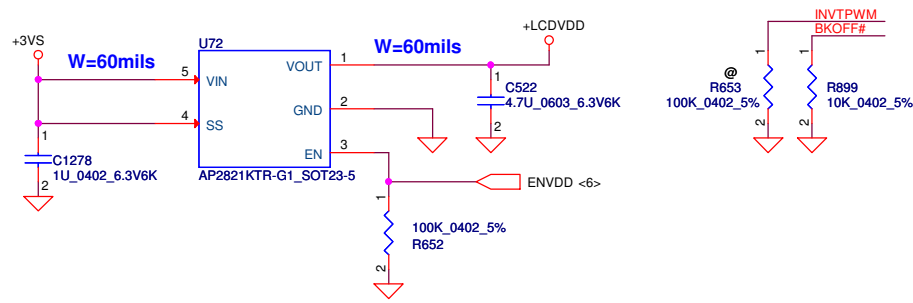 +3VS
W=60mils
U72
W=60mils
+LCDVDD
INVTPWM
BKOFF#
5
VIN
VOUT
1
4
SS
GND
2
EN
3
AP2821KTR-G1_SOT23-5
1
C1278
1U_0402_6.3V6K
2
1
C522
4.7U_0603_6.3V6K
2
ENVDD <6>
1
100K_0402_5%
R652
2
1
@
R653
100K_0402_5%
2
1
R899
10K_0402_5%
2